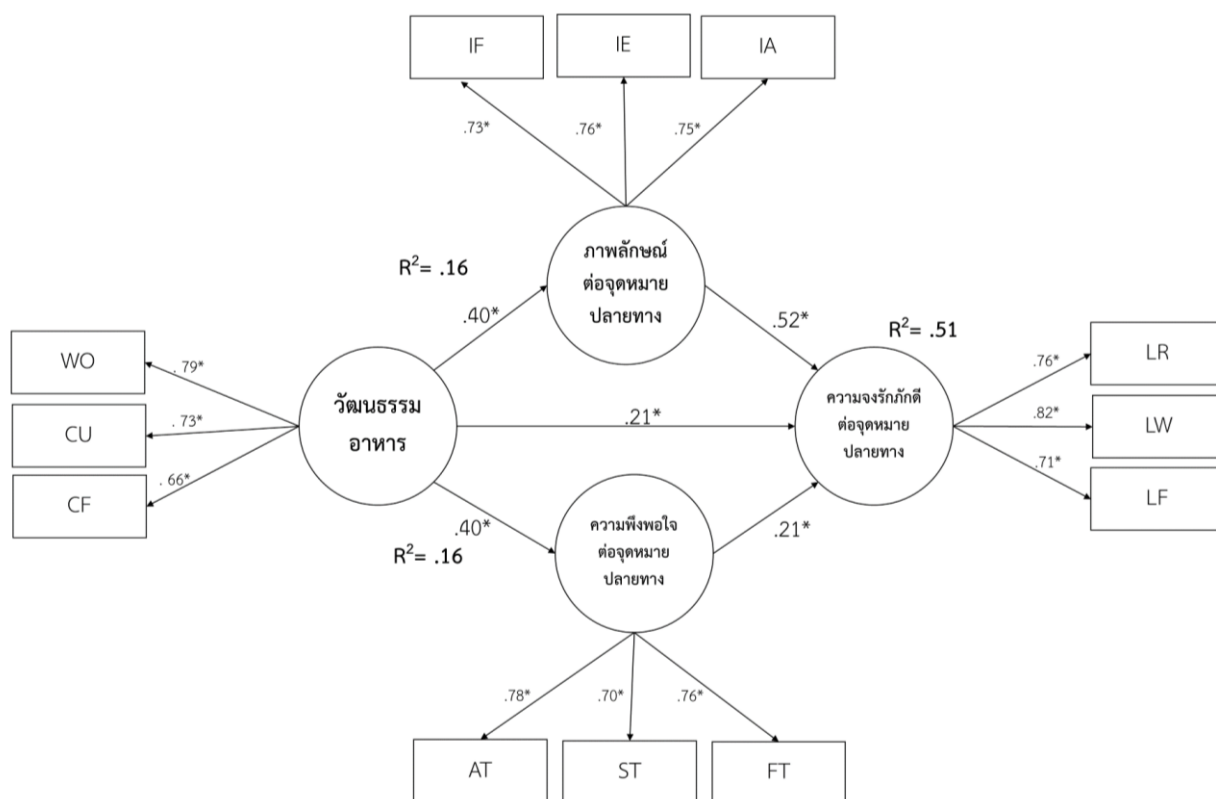 IF
IE
IA
.73*
.76*
.75*
ภาพลักษณ์
ต่อจุดหมาย
ปลายทาง
R²= .16
.40*
.52*
R²= .51
WO
CU
CF
. 79*
. 73*
. 66*
วัฒนธรรม
อาหาร
.21*
ความจงรักภักดี
ต่อจุดหมาย
ปลายทาง
.76*
.82*
.71*
LR
LW
LF
.40*
R²= .16
ความพึงพอใจ
ต่อจุดหมาย
ปลายทาง
.21*
.78*
.70*
.76*
AT
ST
FT